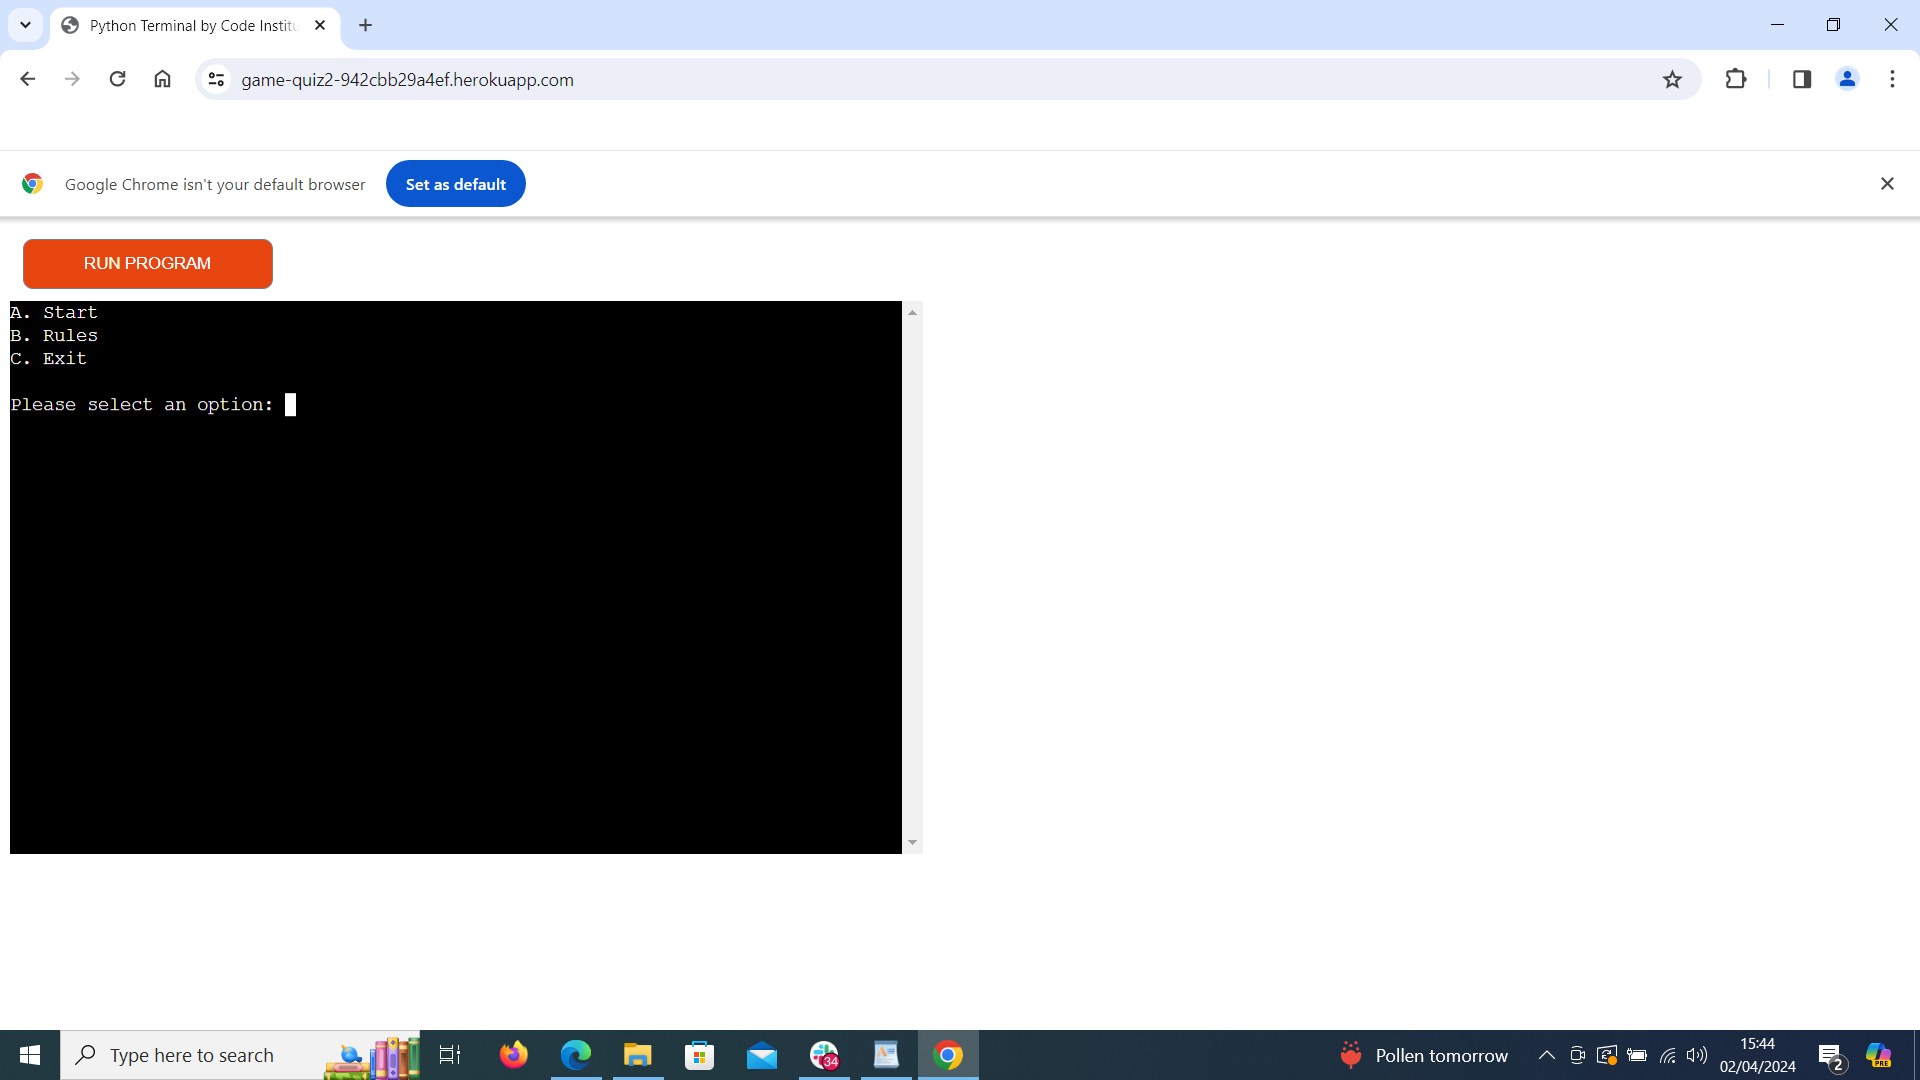 Python Terminal by Code Institu
game-quiz2-942cbb29a4ef.herokuapp.com
Google Chrome isn't your default browser
Set as default
RUN PROGRAM
A. Start
B. Rules
C. Exit
Please select an option:
Type here to search
34
Pollen tomorrow
15:44
02/04/2024
2
PRE